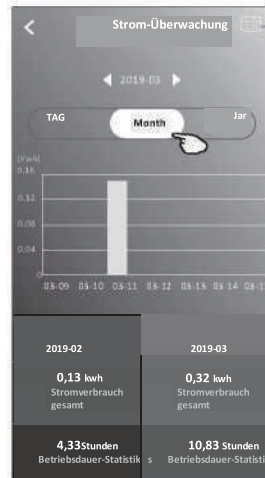 Strom-Überwachung
2019-03
TAG Month Jar
(Kwh)
0.16
0.12
0.08
0.04
0
03-09 03-10 03-11 03-12 03-13 03-14
2019-02 2019-03
0,13 kwh 0,32 kwh
Stromverbrauch Stromverbrauch
gesamt gesamt
4,33Stunden 10,83 Stunden
Betriebsdauer-Statistik s Betriebsdauer-Statisti